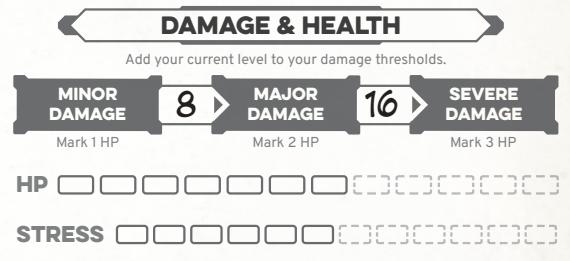 DAMAGE & HEALTH
Add your current level to your damage thresholds.
MINOR DAMAGE 8 MAJOR DAMAGE 16 SEVERE DAMAGE
Mark 1 HP Mark 2 HP Mark 3 HP
HP
STRESS